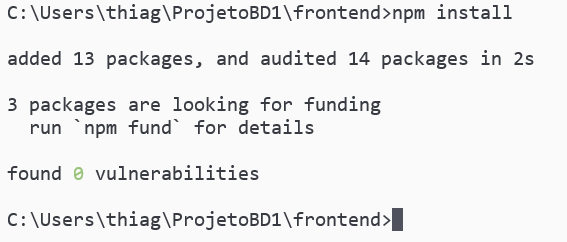 C:\Users\thiag\ProjetoBD1\frontend>npm install
added 13 packages, and audited 14 packages in 2s
3 packages are looking for funding
  run `npm fund` for details
found 0 vulnerabilities
C:\Users\thiag\ProjetoBD1\frontend>